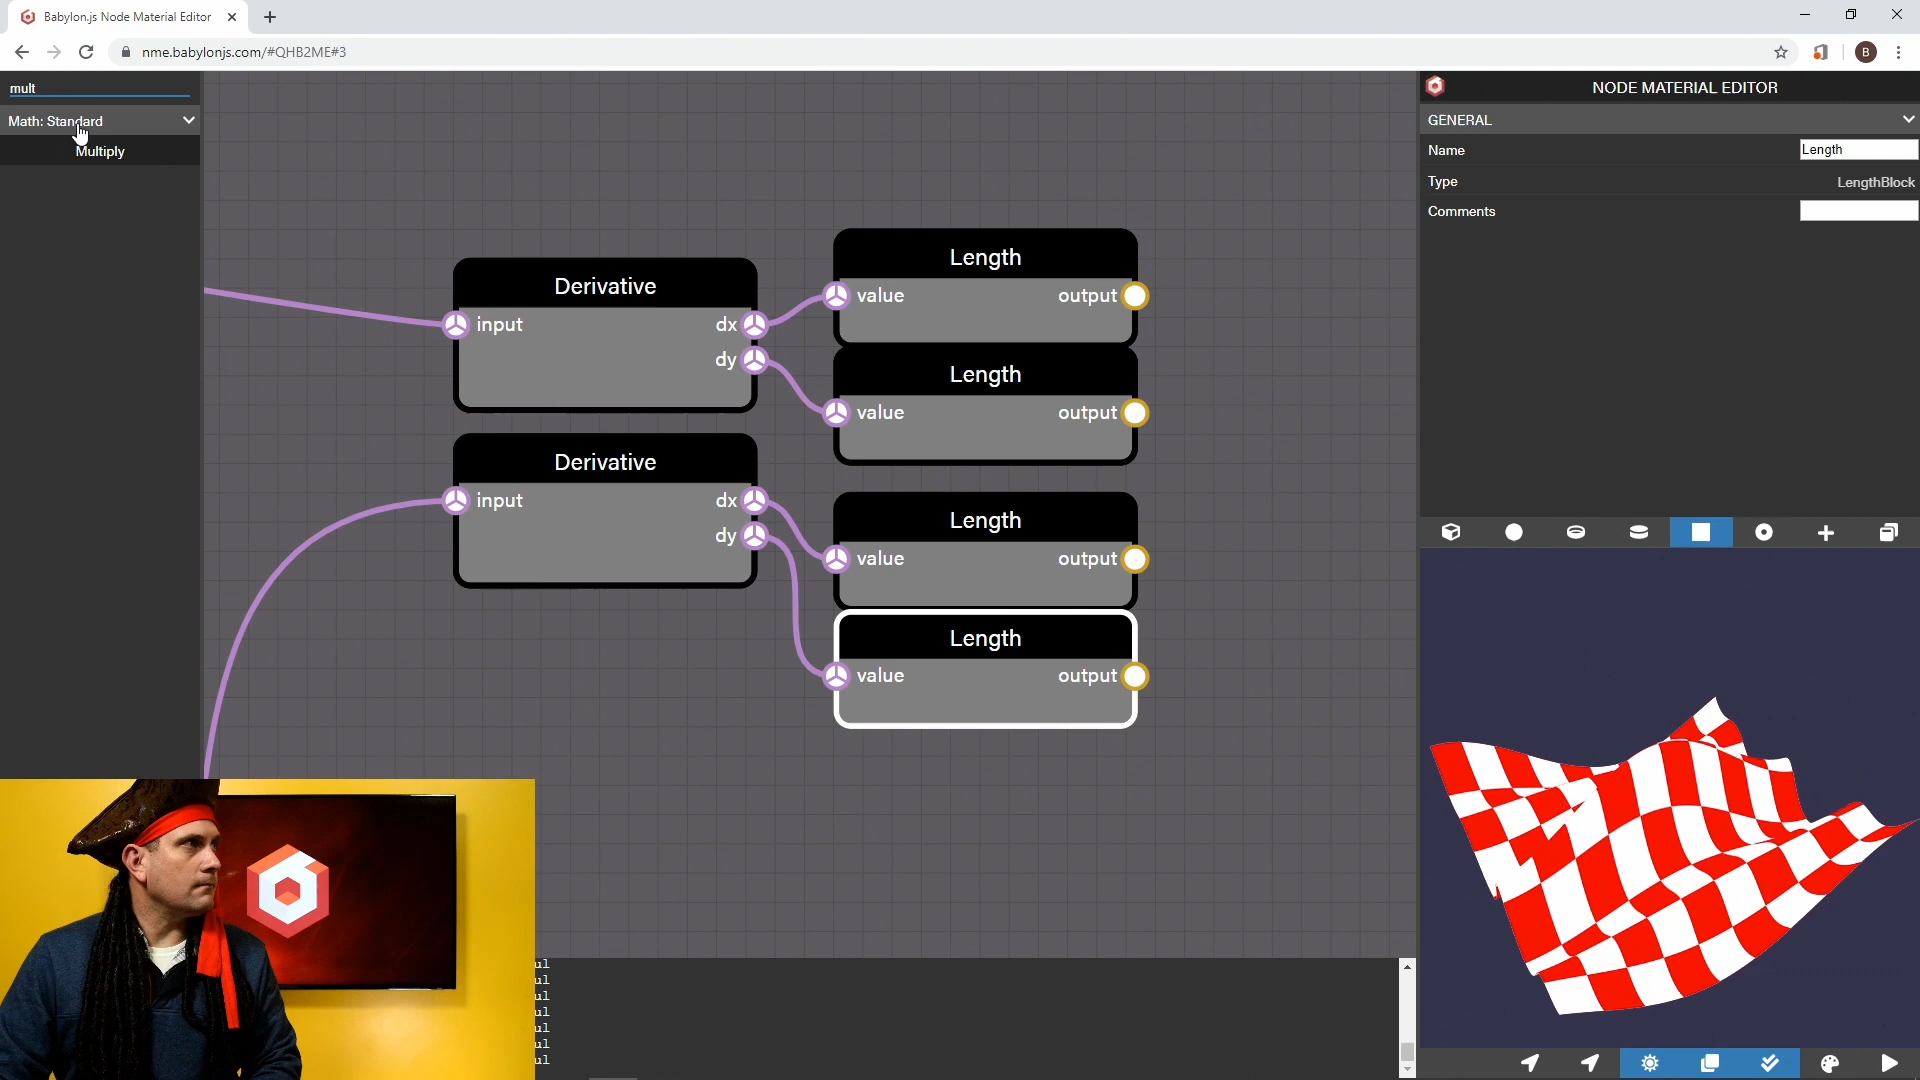 Babylon.js Node Material Editor
nme.babylonjs.com/#QHB2ME#3
B
mult
Math: Standard
Multiply
Derivative
input
dx
dy
Derivative
input
dx
dy
Length
value
output
Length
value
output
Length
value
output
Length
value
output
NODE MATERIAL EDITOR
GENERAL
Name
Length
Type
LengthBlock
Comments
ul
ul
ul
ul
ul
ul
ul